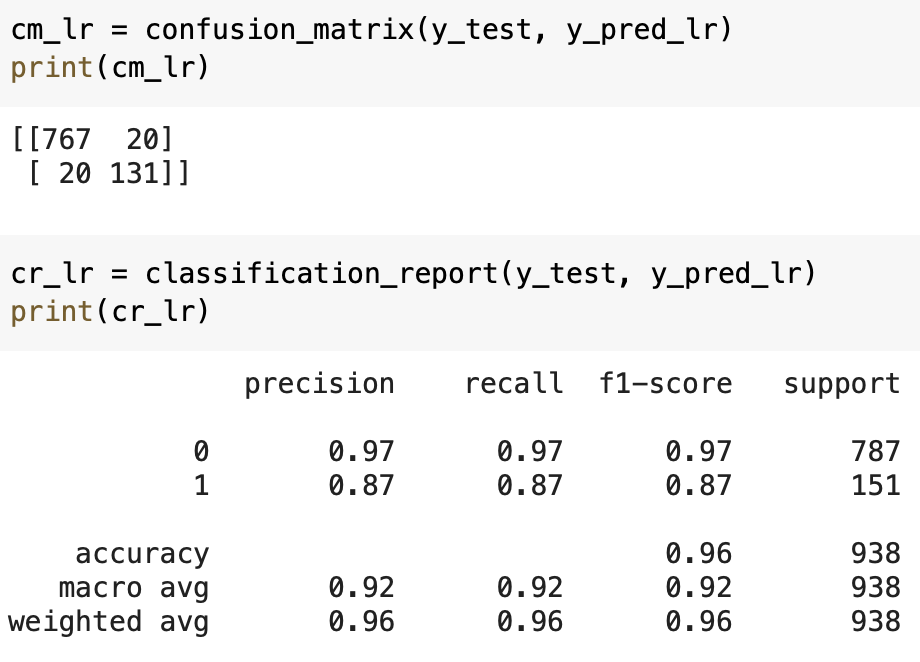 cm_lr = confusion_matrix(y_test, y_pred_lr)
print(cm_lr)
[[767  20]
 [ 20 131]]
cr_lr = classification_report(y_test, y_pred_lr)
print(cr_lr)
              precision    recall  f1-score   support
           0       0.97      0.97      0.97       787
           1       0.87      0.87      0.87       151
    accuracy                           0.96       938
   macro avg       0.92      0.92      0.92       938
weighted avg       0.96      0.96      0.96       938